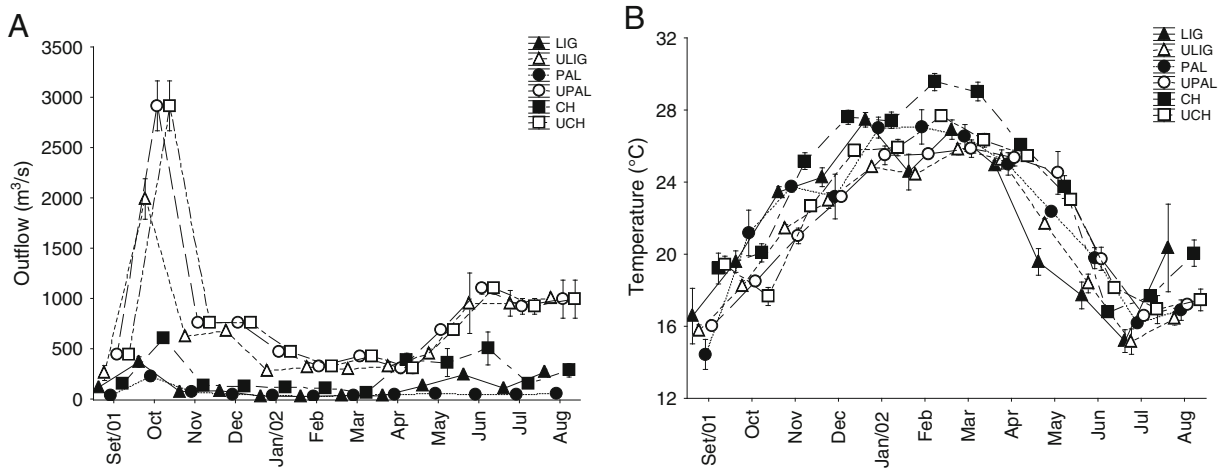 A
3500
3000
2500
2000
1500
1000
500
0
Outflow (m³/s)
LIG
ULIG
PAL
UPAL
CH
UCH
Set/01
Oct
Nov
Dec
Jan/02
Feb
Mar
Apr
May
Jun
Jul
Aug
B
32
28
24
20
16
12
Temperature (°C)
LIG
ULIG
PAL
UPAL
CH
UCH
Set/01
Oct
Nov
Dec
Jan/02
Feb
Mar
Apr
May
Jun
Jul
Aug